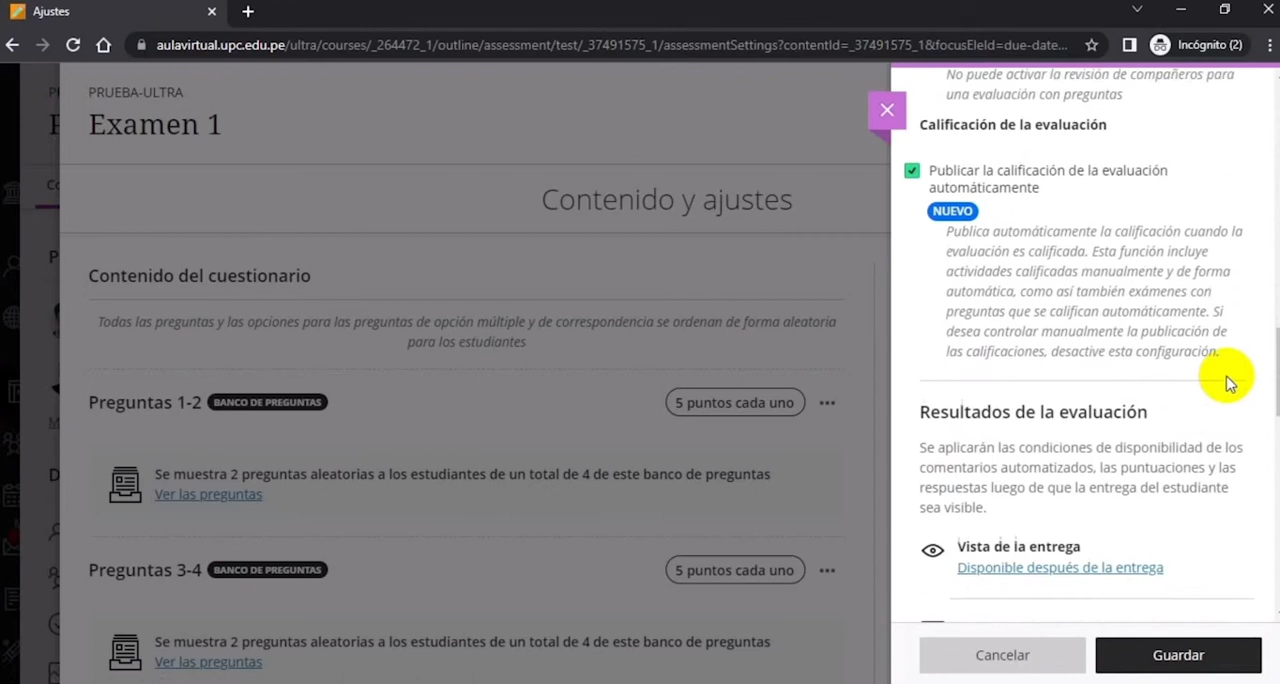 Ajustes
aulavirtual.upc.edu.pe/ultra/courses/_264472_1/outline/assessment/test/_37491575_1/assessmentSettings?contentId=_37491575_1&focusEleId=due-date...
Incógnito (2)
PRUEBA-ULTRA
Examen 1
Contenido y ajustes
Contenido del cuestionario
Todas las preguntas y las opciones para las preguntas de opción múltiple y de correspondencia se ordenan de forma aleatoria
para los estudiantes
Preguntas 1-2 BANCO DE PREGUNTAS
5 puntos cada uno
Se muestra 2 preguntas aleatorias a los estudiantes de un total de 4 de este banco de preguntas
Ver las preguntas
Preguntas 3-4 BANCO DE PREGUNTAS
5 puntos cada uno
Se muestra 2 preguntas aleatorias a los estudiantes de un total de 4 de este banco de preguntas
Ver las preguntas
No puede activar la revisión de compañeros para
una evaluación con preguntas
Calificación de la evaluación
Publicar la calificación de la evaluación
automáticamente
NUEVO
Publica automáticamente la calificación cuando la
evaluación es calificada. Esta función incluye
actividades calificadas manualmente y de forma
automática, como así también exámenes con
preguntas que se califican automáticamente. Si
desea controlar manualmente la publicación de
las calificaciones, desactive esta configuración.
Resultados de la evaluación
Se aplicarán las condiciones de disponibilidad de los
comentarios automatizados, las puntuaciones y las
respuestas luego de que la entrega del estudiante
sea visible.
Vista de la entrega
Disponible después de la entrega
Cancelar
Guardar